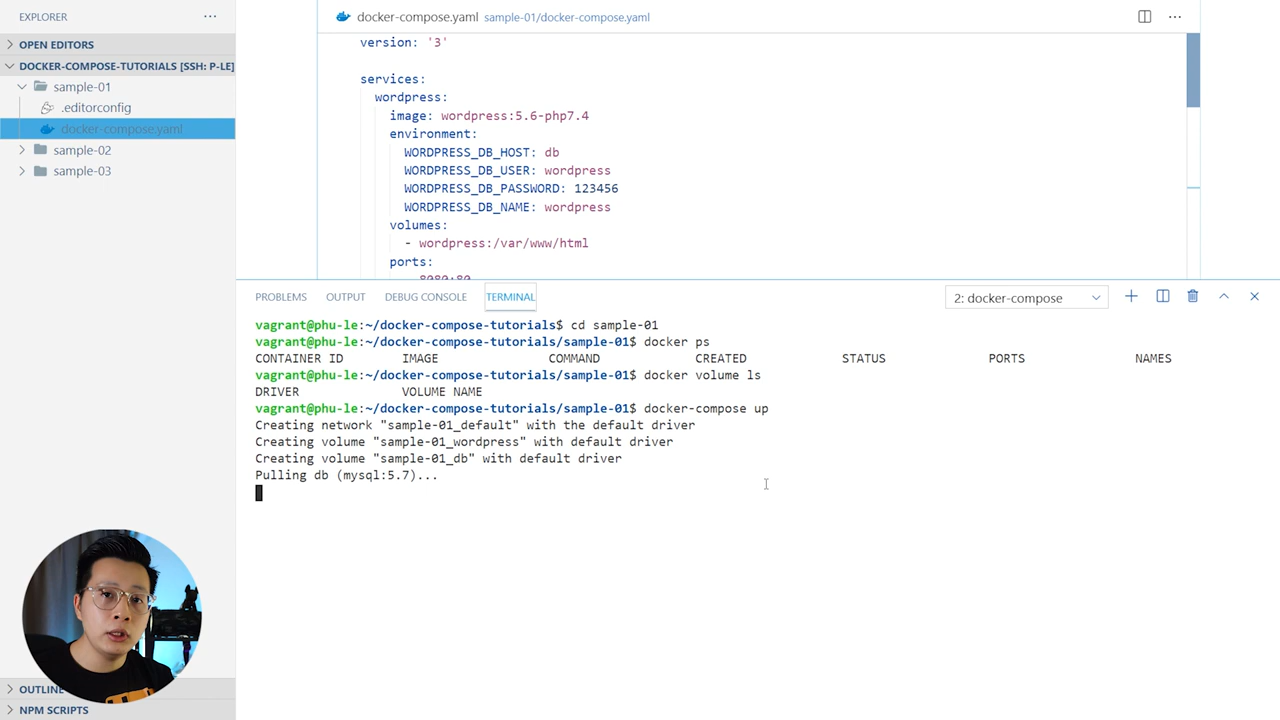 EXPLORER
OPEN EDITORS
DOCKER-COMPOSE-TUTORIALS [SSH: P-LE]
sample-01
.editorconfig
docker-compose.yaml
sample-02
sample-03
OUTLINE
NPM SCRIPTS
docker-compose.yaml sample-01/docker-compose.yaml
version: '3'
services:
wordpress:
image: wordpress:5.6-php7.4
environment:
WORDPRESS_DB_HOST: db
WORDPRESS_DB_USER: wordpress
WORDPRESS_DB_PASSWORD: 123456
WORDPRESS_DB_NAME: wordpress
volumes:
- wordpress:/var/www/html
ports:
8080:80
PROBLEMS OUTPUT DEBUG CONSOLE TERMINAL 2: docker-compose
vagrant@phu-le:~/docker-compose-tutorials$ cd sample-01
vagrant@phu-le:~/docker-compose-tutorials/sample-01$ docker ps
CONTAINER ID IMAGE COMMAND CREATED STATUS PORTS NAMES
vagrant@phu-le:~/docker-compose-tutorials/sample-01$ docker volume ls
DRIVER VOLUME NAME
vagrant@phu-le:~/docker-compose-tutorials/sample-01$ docker-compose up
Creating network "sample-01_default" with the default driver
Creating volume "sample-01_wordpress" with default driver
Creating volume "sample-01_db" with default driver
Pulling db (mysql:5.7)...